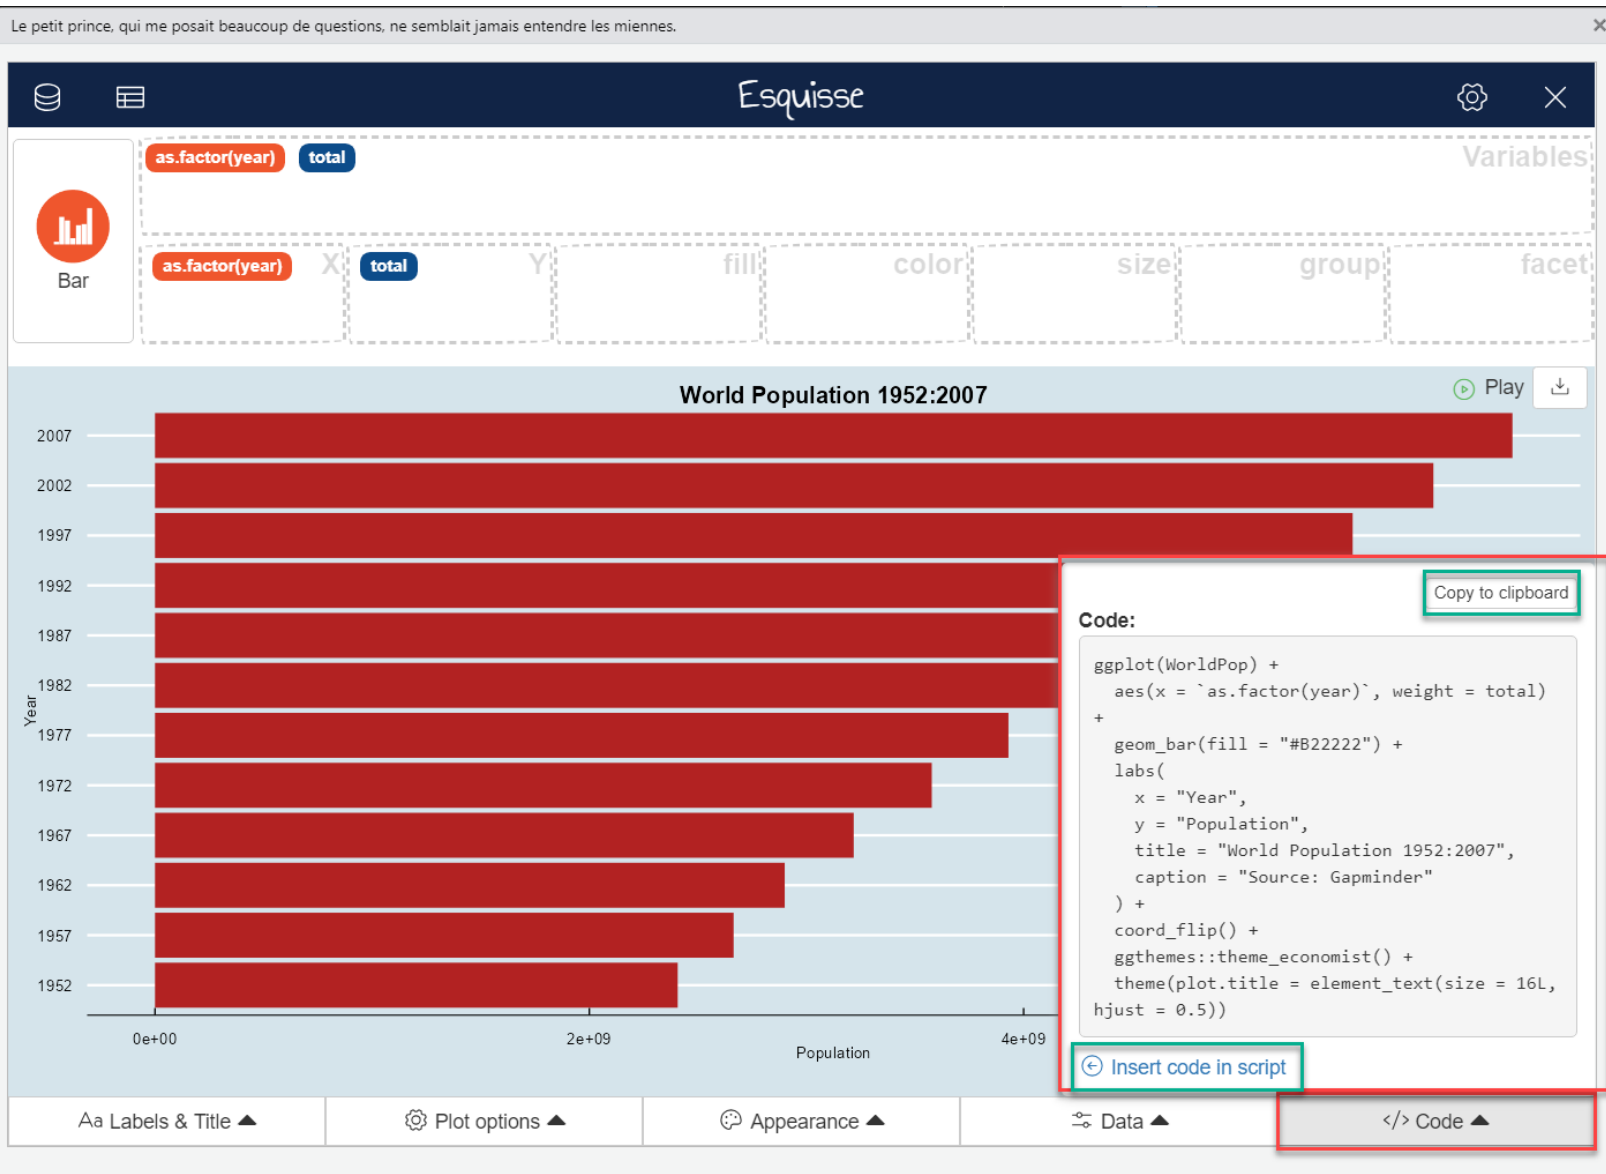 Le petit prince, qui me posait beaucoup de questions, ne semblait jamais entendre les miennes.
Esquisse
as.factor(year) total Variables
Bar
as.factor(year) X total Y fill color size group facet
World Population 1952:2007
Play
2007
2002
1997
1992
1987
1982
1977
1972
1967
1962
1957
1952
Year
0e+00 2e+09 4e+09
Population
Copy to clipboard
Code:
ggplot(WorldPop) +
  aes(x = `as.factor(year)`, weight = total)
+
  geom_bar(fill = "#B22222") +
  labs(
    x = "Year",
    y = "Population",
    title = "World Population 1952:2007",
    caption = "Source: Gapminder"
  ) +
  coord_flip() +
  ggthemes::theme_economist() +
  theme(plot.title = element_text(size = 16L,
hjust = 0.5))
Insert code in script
Aa Labels & Title Plot options Appearance Data </> Code